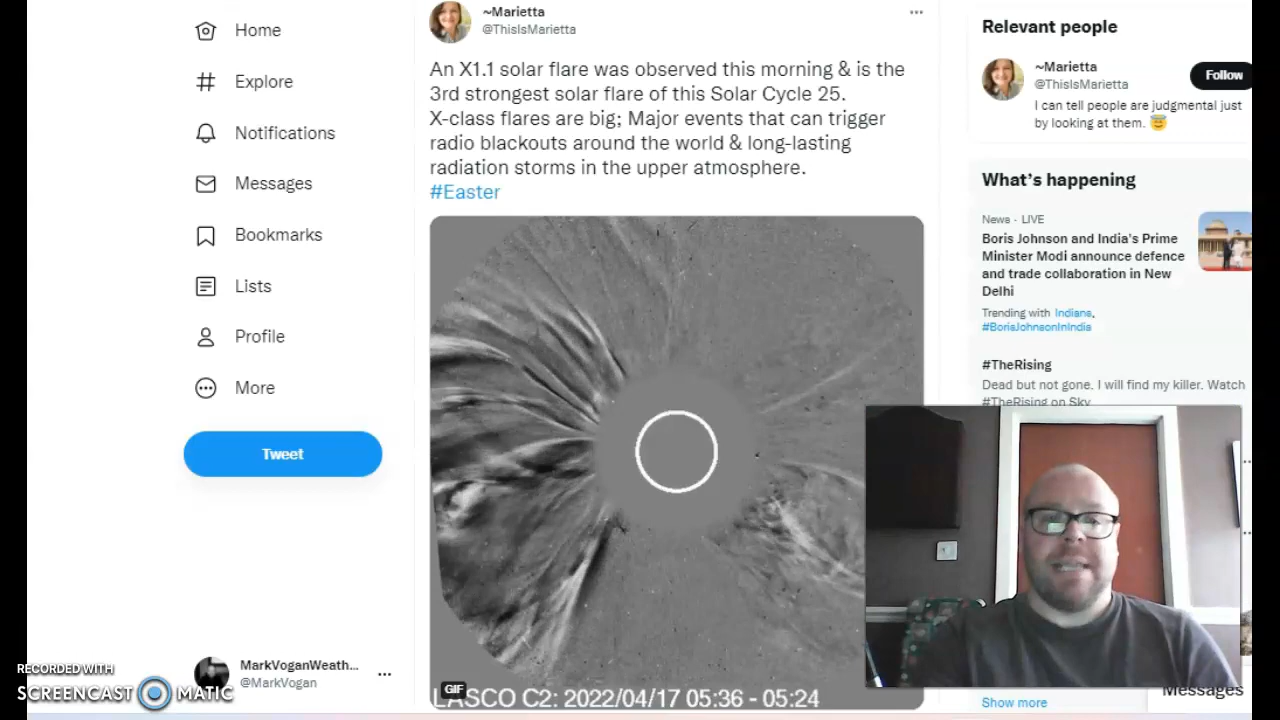 Home
Explore
Notifications
Messages
Bookmarks
Lists
Profile
More
Tweet
MarkVoganWeath...
@MarkVogan
RECORDED WITH
SCREENCAST MATIC
~Marietta
@ThisIsMarietta
An X1.1 solar flare was observed this morning & is the
3rd strongest solar flare of this Solar Cycle 25.
X-class flares are big; Major events that can trigger
radio blackouts around the world & long-lasting
radiation storms in the upper atmosphere.
#Easter
GIF
LASCO C2: 2022/04/17 05:36 - 05:24
Relevant people
~Marietta
@ThisIsMarietta
Follow
I can tell people are judgmental just
by looking at them. 😇
What's happening
News · LIVE
Boris Johnson and India's Prime
Minister Modi announce defence
and trade collaboration in New
Delhi
Trending with Indians,
#BorisJohnsonInIndia
#TheRising
Dead but not gone. I will find my killer. Watch
#TheRising on Sky
Show more
Messages